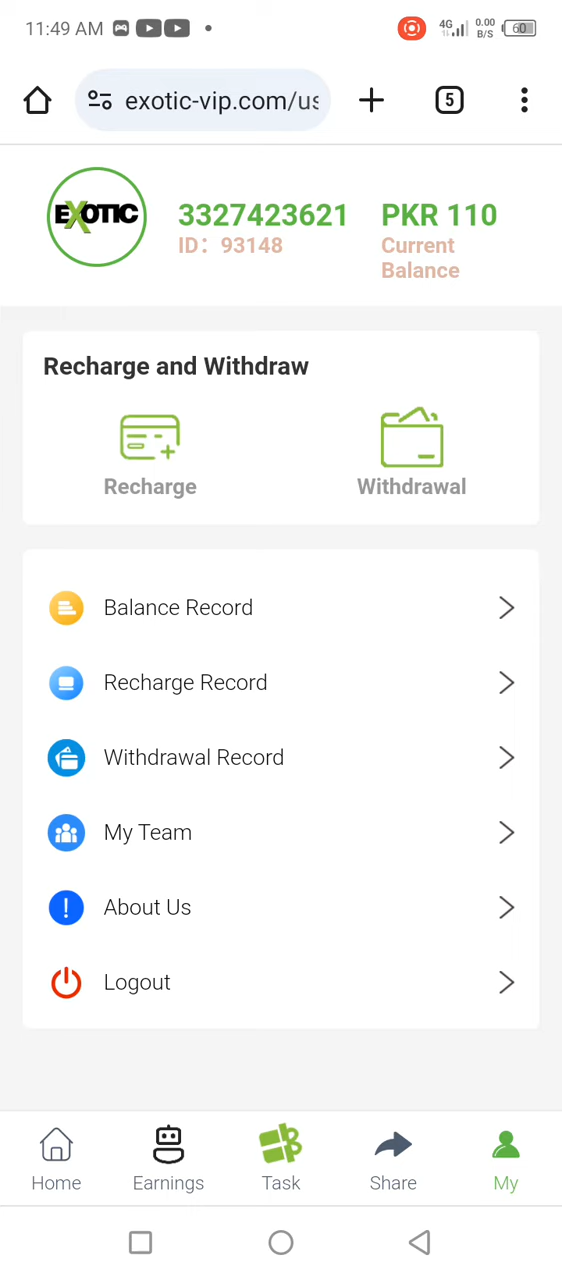 11:49 AM
4G
0.00
B/S
60
exotic-vip.com/us
5
EXOTIC
3327423621
PKR 110
ID: 93148
Current
Balance
Recharge and Withdraw
Recharge
Withdrawal
Balance Record
Recharge Record
Withdrawal Record
My Team
About Us
Logout
Home
Earnings
Task
Share
My